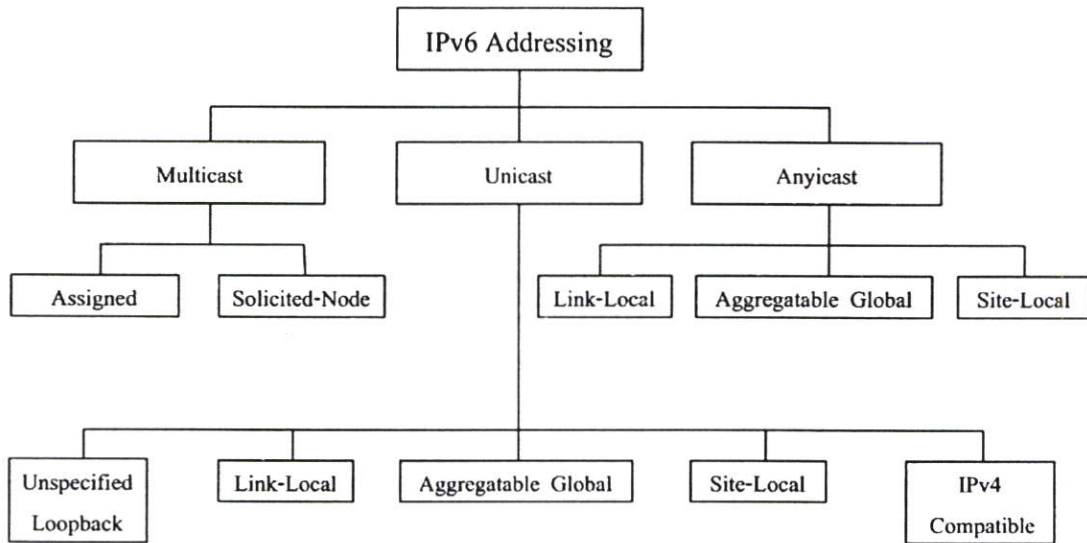 IPv6 Addressing
Multicast
Unicast
Anyicast
Assigned
Solicited-Node
Link-Local
Aggregatable Global
Site-Local
Unspecified
Loopback
Link-Local
Aggregatable Global
Site-Local
IPv4
Compatible